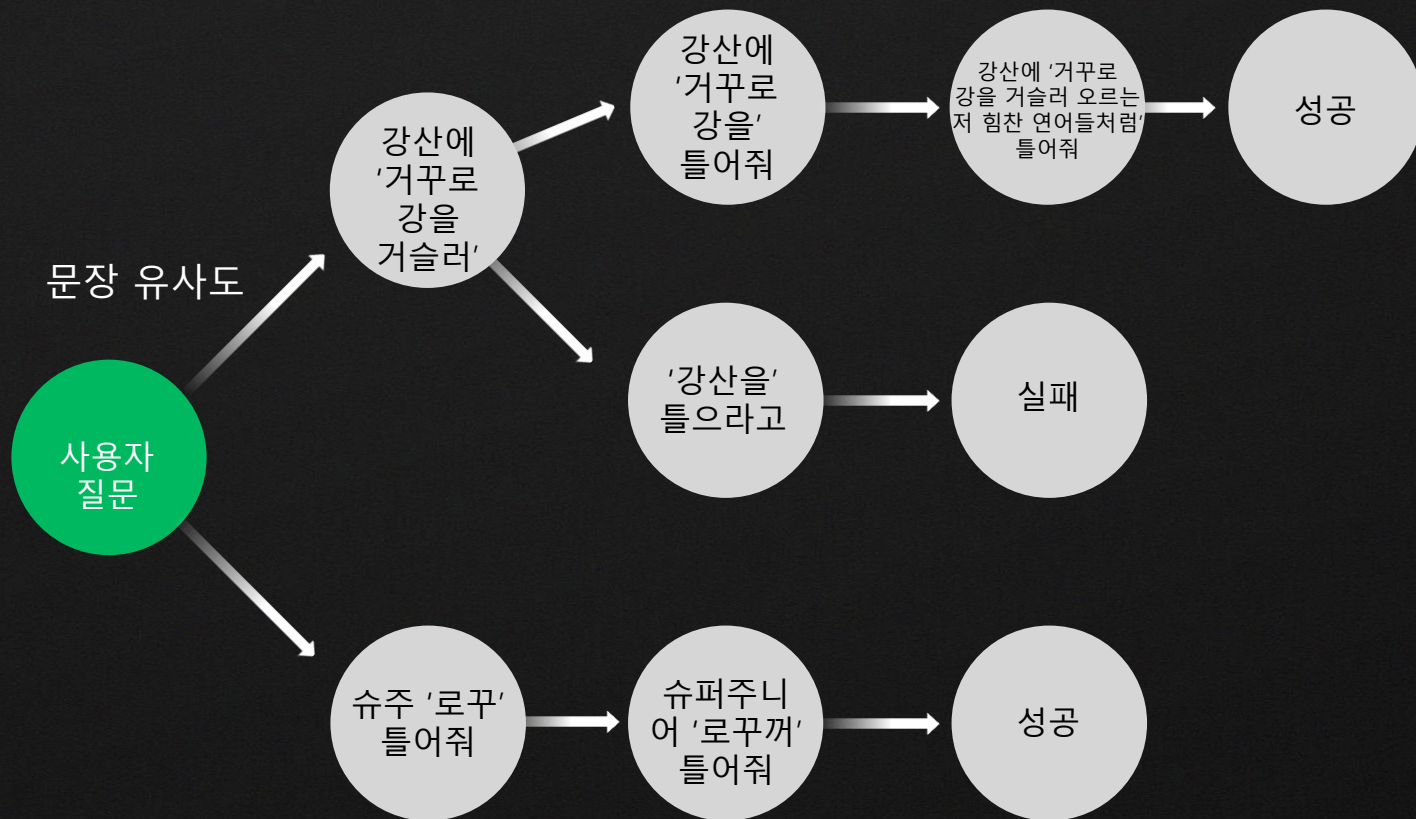 강산에
'거꾸로
강을'
틀어줘
강산에 '거꾸로
강을 거슬러 오르는
저 힘찬 연어들처럼'
틀어줘
성공
강산에
'거꾸로
강을
거슬러'
문장 유사도
'강산을'
틀으라고
실패
사용자
질문
슈주 '로꾸'
틀어줘
슈퍼주니
어 '로꾸꺼'
틀어줘
성공